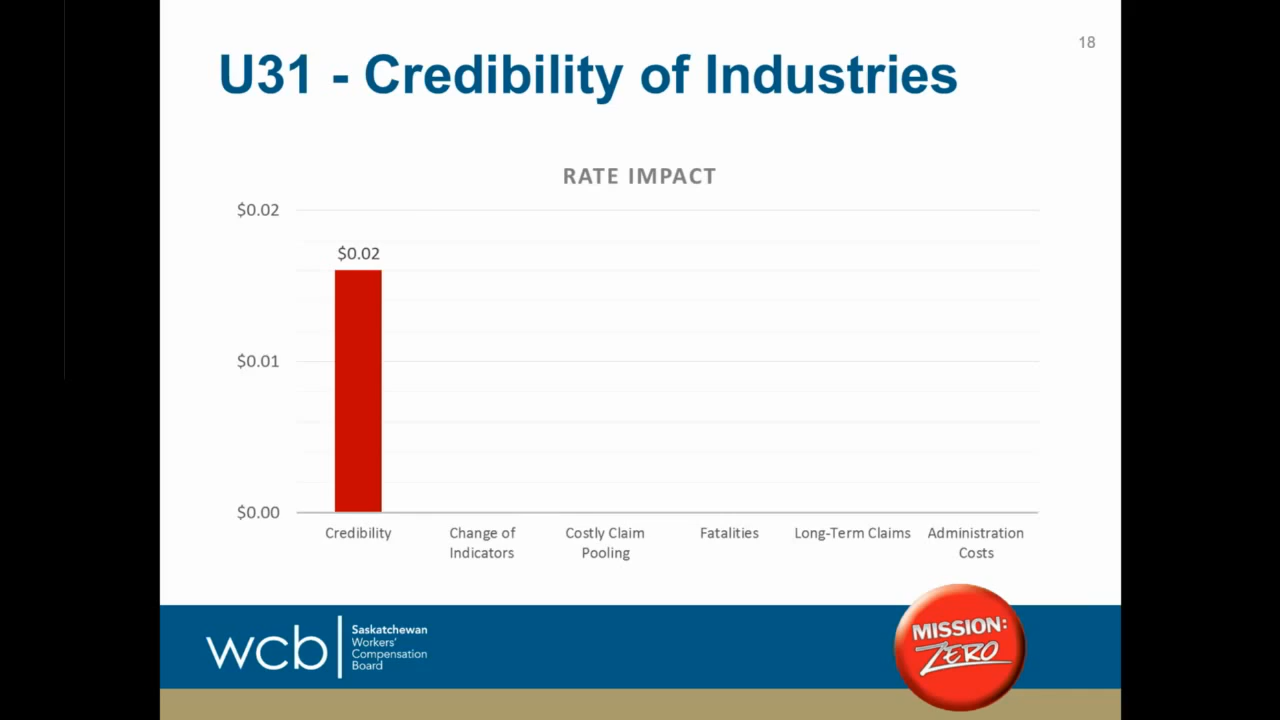 18
U31 - Credibility of Industries
RATE IMPACT
$0.02
$0.02
$0.01
$0.00
Credibility
Change of
Indicators
Costly Claim
Pooling
Fatalities
Long-Term Claims
Administration
Costs
wcb
Saskatchewan
Workers'
Compensation
Board
MISSION:
ZERO